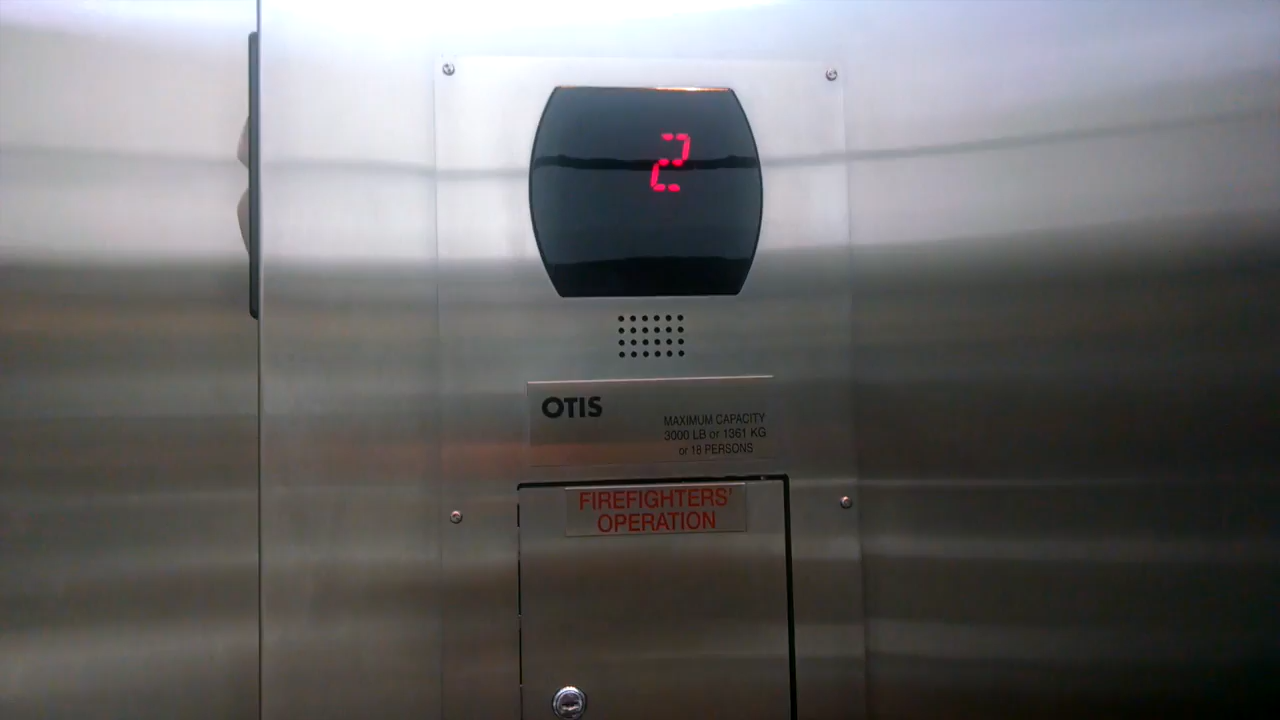 2
OTIS
MAXIMUM CAPACITY
3000 LB or 1361 KG
or 18 PERSONS
FIREFIGHTERS'
OPERATION